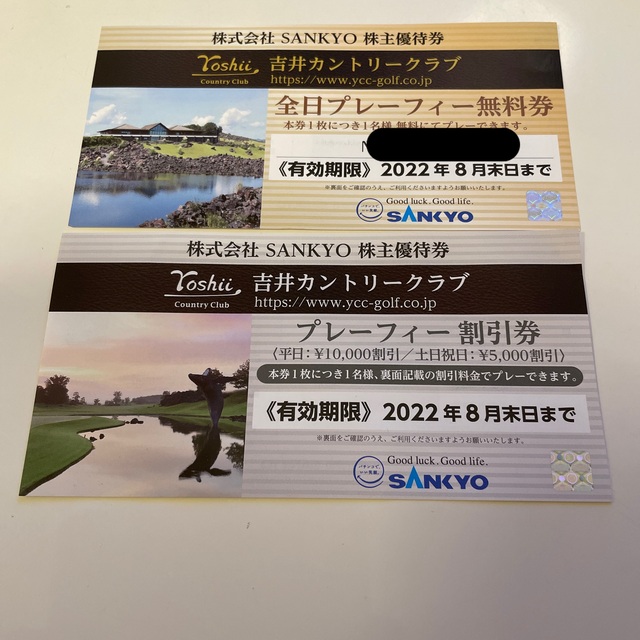 株式会社 SANKYO 株主優待券
Yoshii
Country Club
吉井カントリークラブ
https://www.ycc-golf.co.jp
全日プレーフィー無料券
本券1枚につき1名様 無料にてプレーできます。
N
《有効期限》2022年8月末日まで
※裏面をご確認のうえ、ご利用くださいますようお願いいたします。
Good luck. Good life.
SANKYO
株式会社 SANKYO 株主優待券
Yoshii
Country Club
吉井カントリークラブ
https://www.ycc-golf.co.jp
プレーフィー 割引券
〈平日：¥10,000割引／土日祝日：¥5,000割引〉
本券1枚につき1名様、裏面記載の割引料金でプレーできます。
《有効期限》2022年8月末日まで
※裏面をご確認のうえ、ご利用くださいますようお願いいたします。
Good luck. Good life.
SANKYO